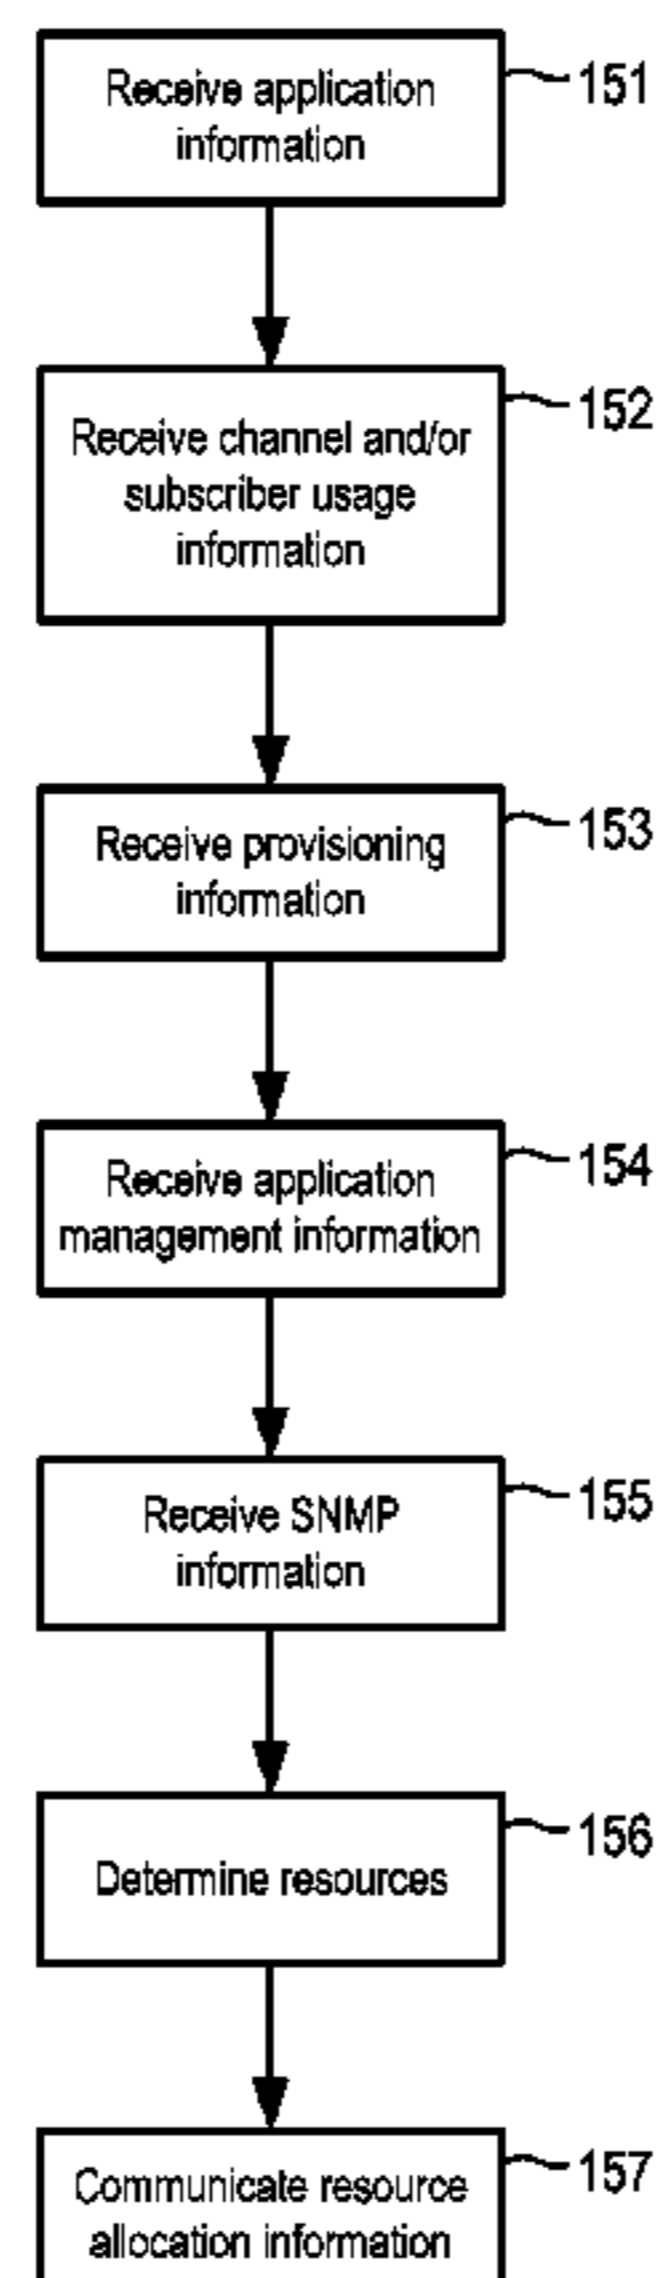 Receive application
information
151
Receive channel and/or
subscriber usage
information
152
Receive provisioning
information
153
Receive application
management information
154
Receive SNMP
information
155
Determine resources
156
Communicate resource
allocation information
157